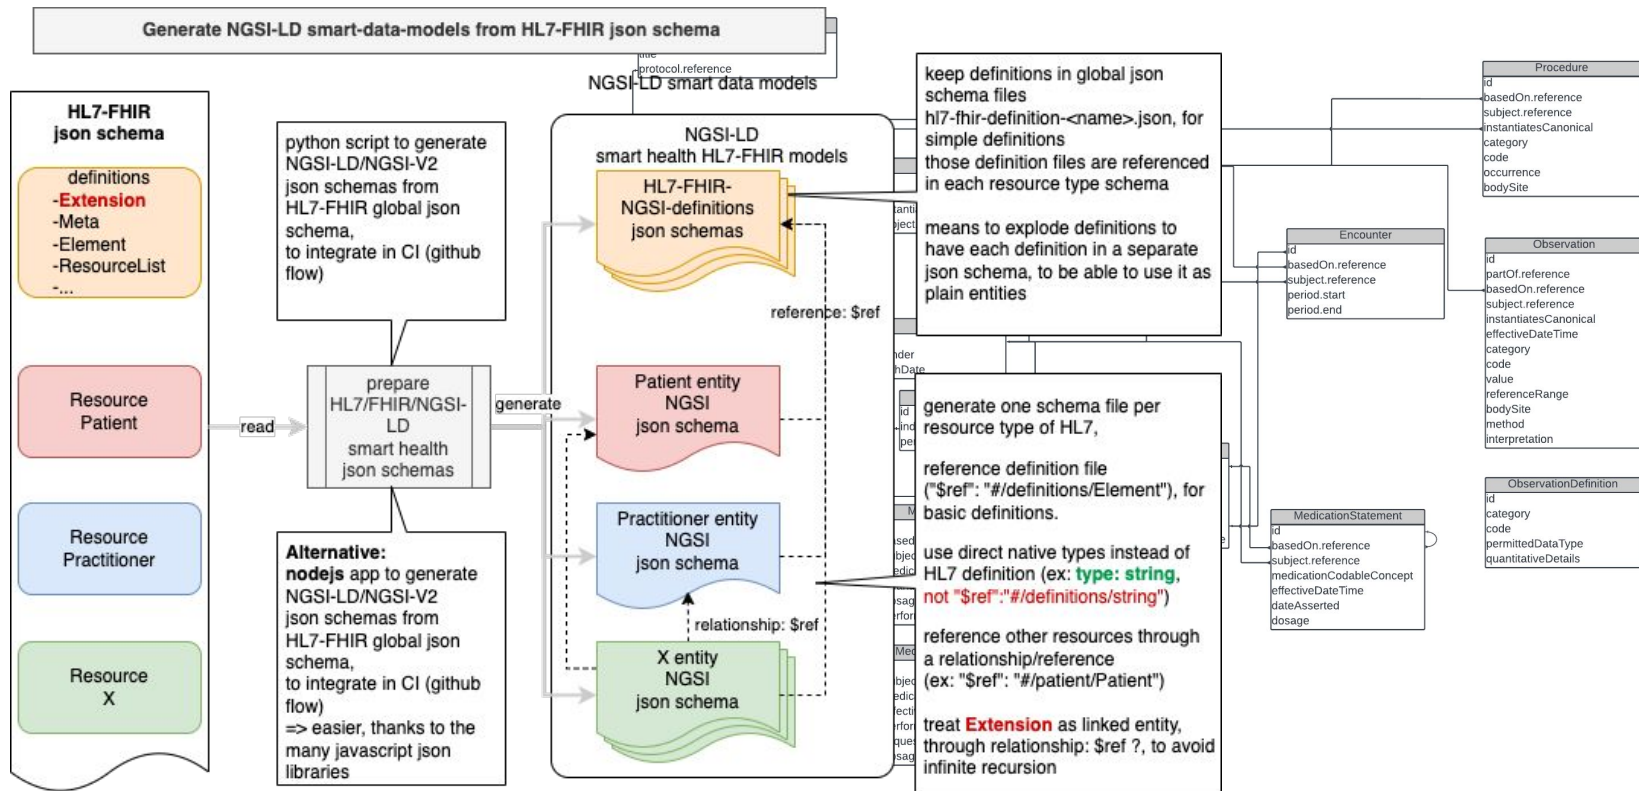 Generate NGSI-LD smart-data-models from HL7-FHIR json schema
title
protocol.reference
NGSI-LD smart data models
HL7-FHIR
json schema
definitions
-Extension
-Meta
-Element
-ResourceList
-...
Resource
Patient
Resource
Practitioner
Resource
X
read
python script to generate
NGSI-LD/NGSI-V2
json schemas from
HL7-FHIR global json
schema,
to integrate in CI (github
flow)
prepare
HL7/FHIR/NGSI-
LD
smart health
json schemas
generate
Alternative:
nodejs app to generate
NGSI-LD/NGSI-V2
json schemas from
HL7-FHIR global json
schema,
to integrate in CI (github
flow)
=> easier, thanks to the
many javascript json
libraries
NGSI-LD
smart health HL7-FHIR models
HL7-FHIR-
NGSI-definitions
json schemas
reference: $ref
Patient entity
NGSI
json schema
Practitioner entity
NGSI
json schema
relationship: $ref
X entity
NGSI
json schema
keep definitions in global json
schema files
hl7-fhir-definition-<name>.json, for
simple definitions
those definition files are referenced
in each resource type schema
means to explode definitions to
have each definition in a separate
json schema, to be able to use it as
plain entities
id
generate one schema file per
resource type of HL7,
reference definition file
("$ref": "#/definitions/Element"), for
basic definitions.
use direct native types instead of
HL7 definition (ex: type: string,
not "$ref":"#/definitions/string")
reference other resources through
a relationship/reference
(ex: "$ref": "#/patient/Patient")
treat Extension as linked entity,
through relationship: $ref ?, to avoid
infinite recursion
Encounter
id
basedOn.reference
subject.reference
period.start
period.end
MedicationStatement
id
basedOn.reference
subject.reference
medicationCodableConcept
effectiveDateTime
dateAsserted
dosage
Procedure
id
basedOn.reference
subject.reference
instantiatesCanonical
category
code
occurrence
bodySite
Observation
id
partOf.reference
basedOn.reference
subject.reference
instantiatesCanonical
effectiveDateTime
category
code
value
referenceRange
bodySite
method
interpretation
ObservationDefinition
id
category
code
permittedDataType
quantitativeDetails